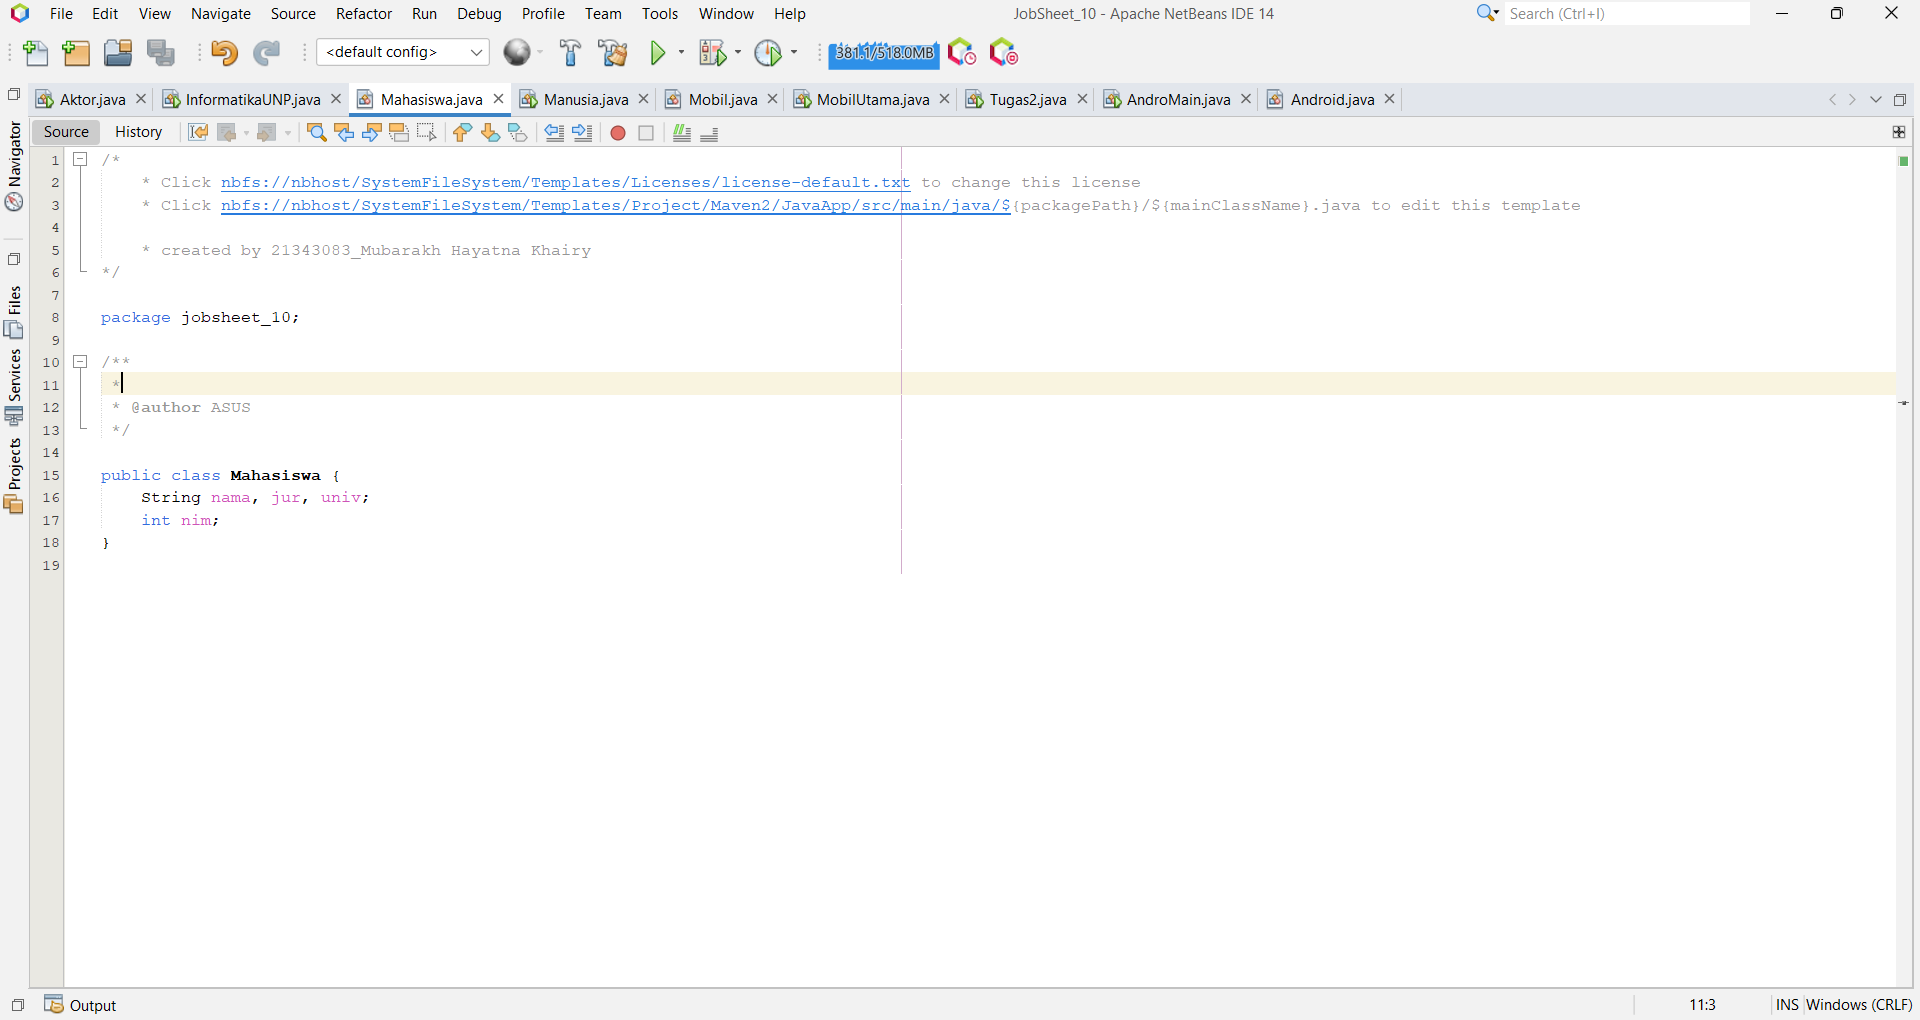 File Edit View Navigate Source Refactor Run Debug Profile Team Tools Window Help JobSheet_10 - Apache NetBeans IDE 14 Search (Ctrl+I)
<default config> 381.1/518.0MB
Aktor.java InformatikaUNP.java Mahasiswa.java Manusia.java Mobil.java MobilUtama.java Tugas2.java AndroMain.java Android.java
Source History
Navigator
Files
Services
Projects
1 /*
2 * Click nbfs://nbhost/SystemFileSystem/Templates/Licenses/license-default.txt to change this license
3 * Click nbfs://nbhost/SystemFileSystem/Templates/Project/Maven2/JavaApp/src/main/java/${packagePath}/${mainClassName}.java to edit this template
4
5 * created by 21343083_Mubarakh Hayatna Khairy
6 */
7
8 package jobsheet_10;
9
10 /**
11 *
12 * @author ASUS
13 */
14
15 public class Mahasiswa {
16 String nama, jur, univ;
17 int nim;
18 }
19
Output 11:3 INS Windows (CRLF)